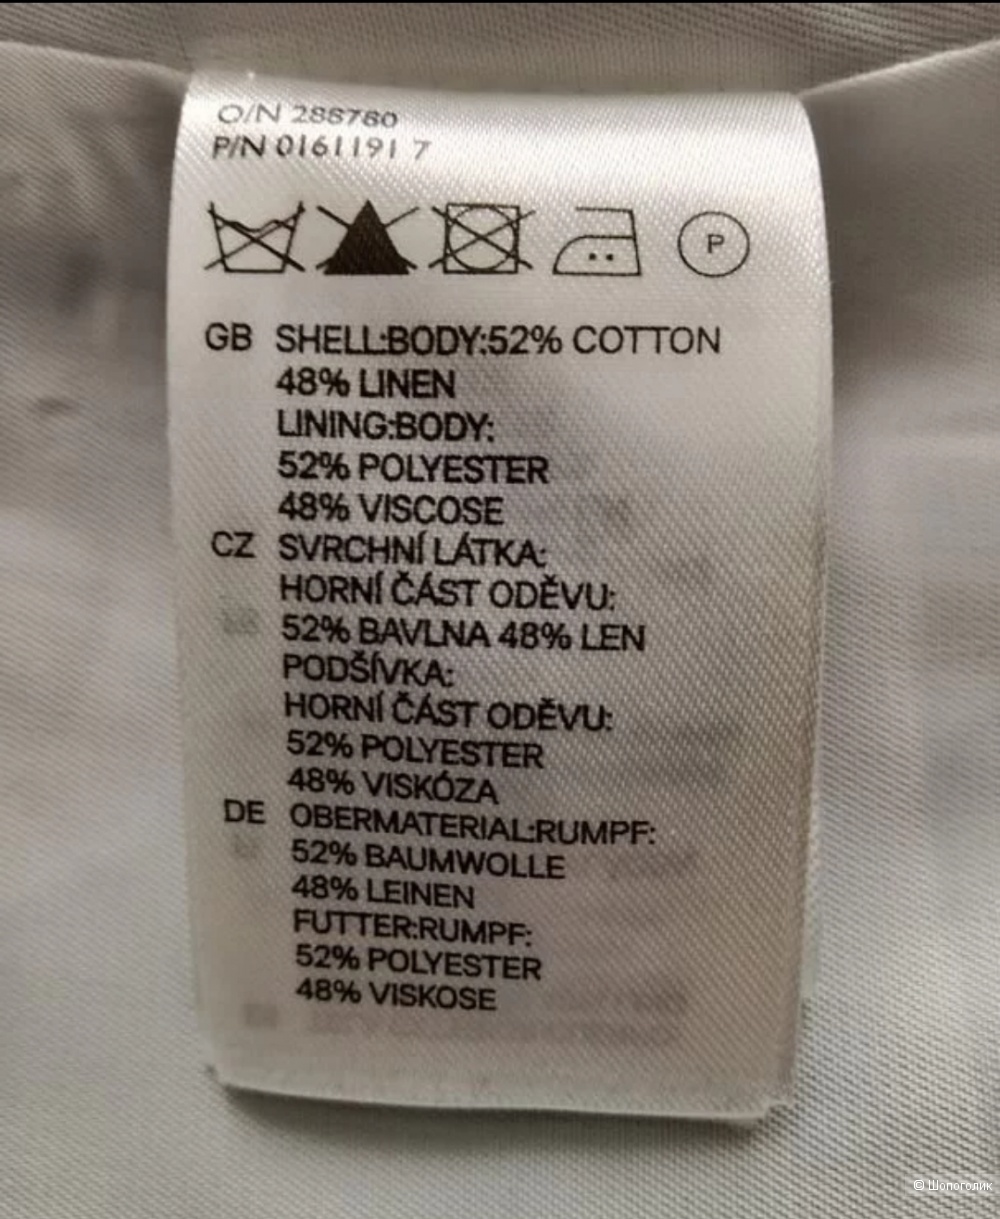 O/N 288780
P/N 0161191 7
P
GB SHELL:BODY:52% COTTON
48% LINEN
LINING:BODY:
52% POLYESTER
48% VISCOSE
CZ SVRCHNÍ LÁTKA:
HORNÍ ČÁST ODĚVU:
52% BAVLNA 48% LEN
PODŠÍVKA:
HORNÍ ČÁST ODĚVU:
52% POLYESTER
48% VISKÓZA
DE OBERMATERIAL:RUMPF:
52% BAUMWOLLE
48% LEINEN
FUTTER:RUMPF:
52% POLYESTER
48% VISKOSE
© Шопоголик